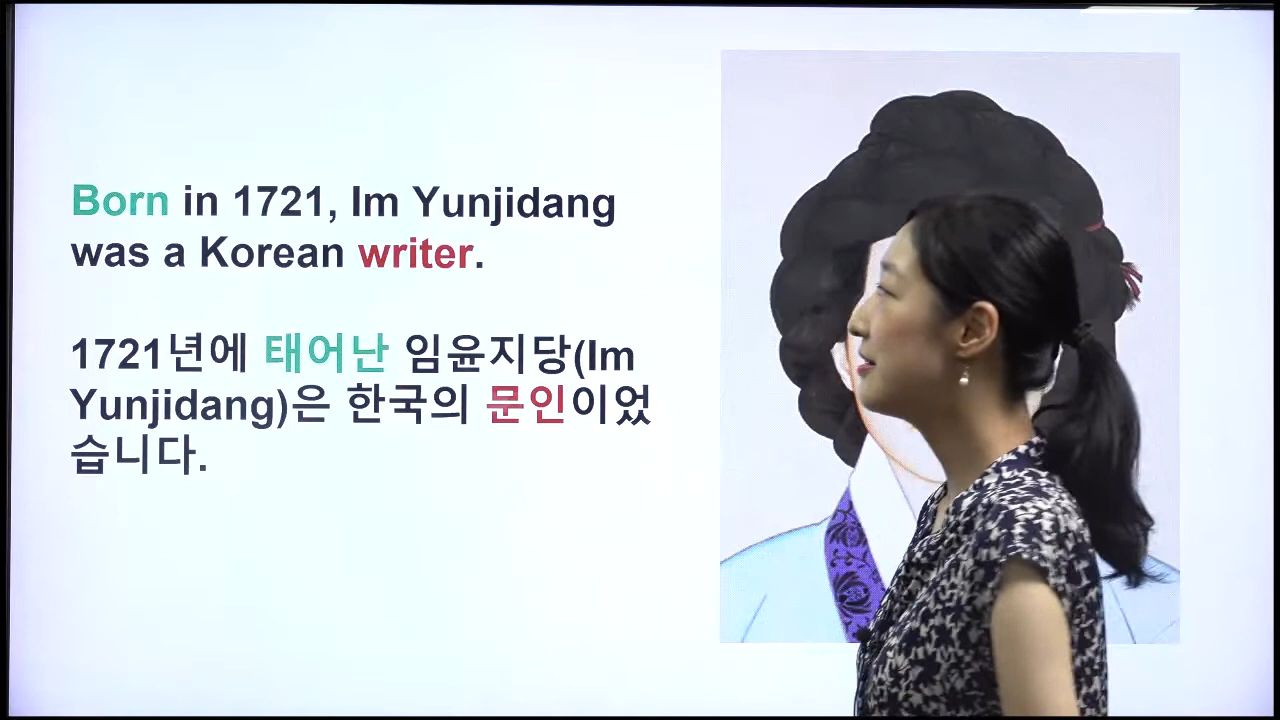 Born in 1721, Im Yunjidang
was a Korean writer.
1721년에 태어난 임윤지당(Im
Yunjidang)은 한국의 문인이었
습니다.